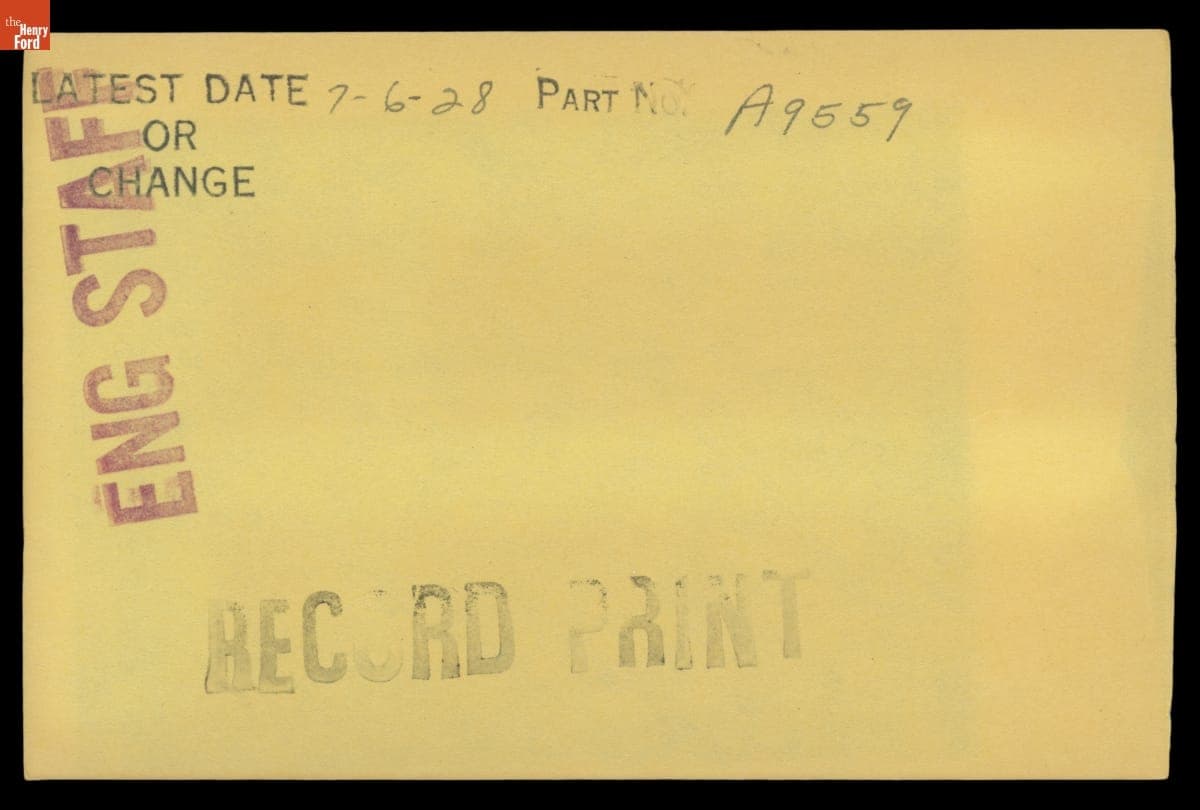 the
Henry
Ford
LATEST DATE 7-6-28 PART No. A9559
OR
CHANGE
ENG STAFF
RECORD PRINT